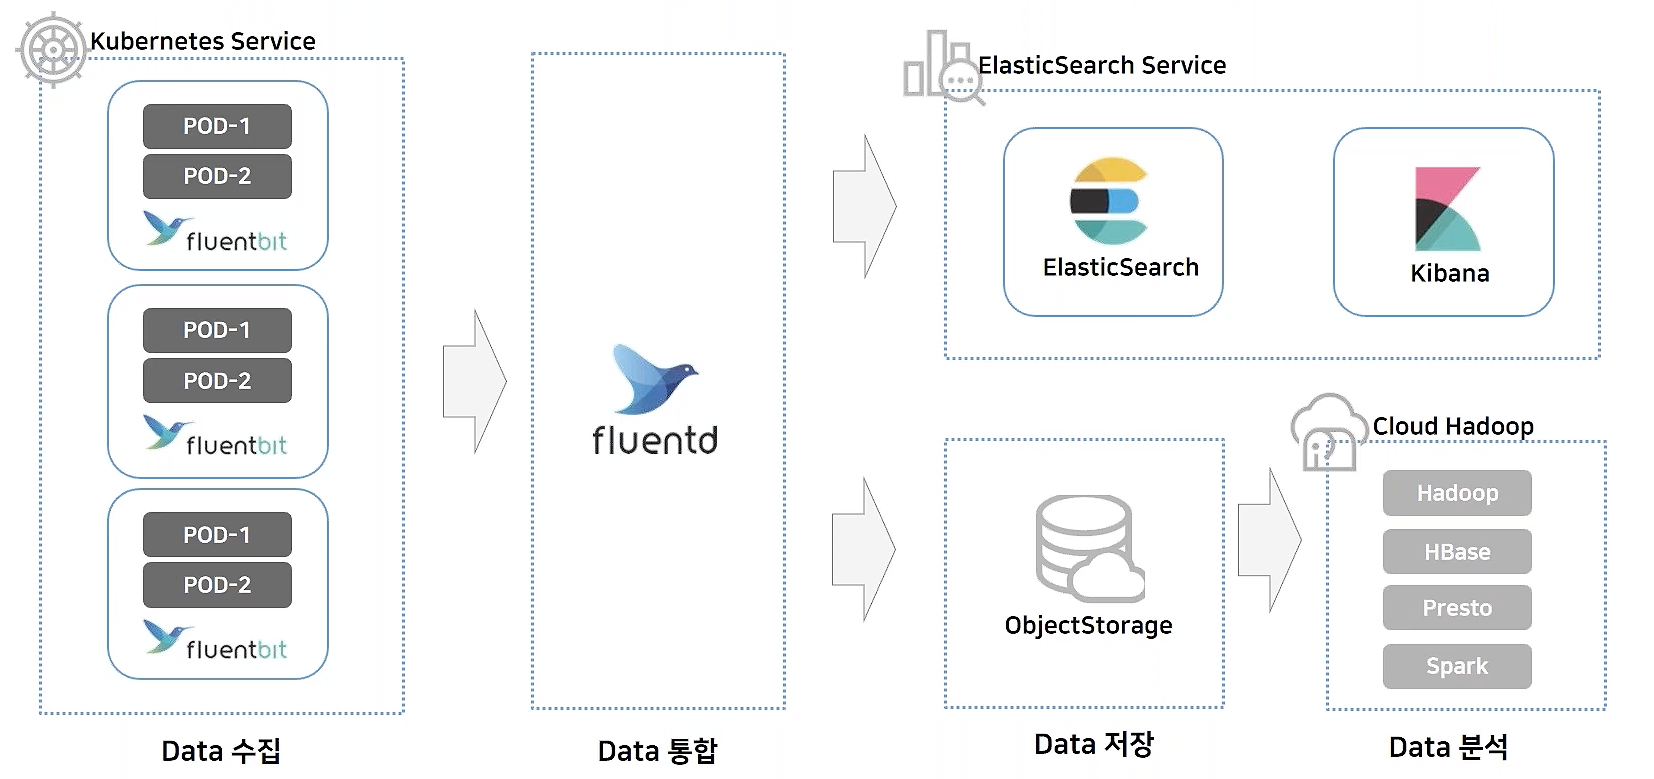 Kubernetes Service
POD-1
POD-2
fluentbit
POD-1
POD-2
fluentbit
POD-1
POD-2
fluentbit
Data 수집
fluentd
Data 통합
ElasticSearch Service
ElasticSearch
Kibana
ObjectStorage
Data 저장
Cloud Hadoop
Hadoop
HBase
Presto
Spark
Data 분석